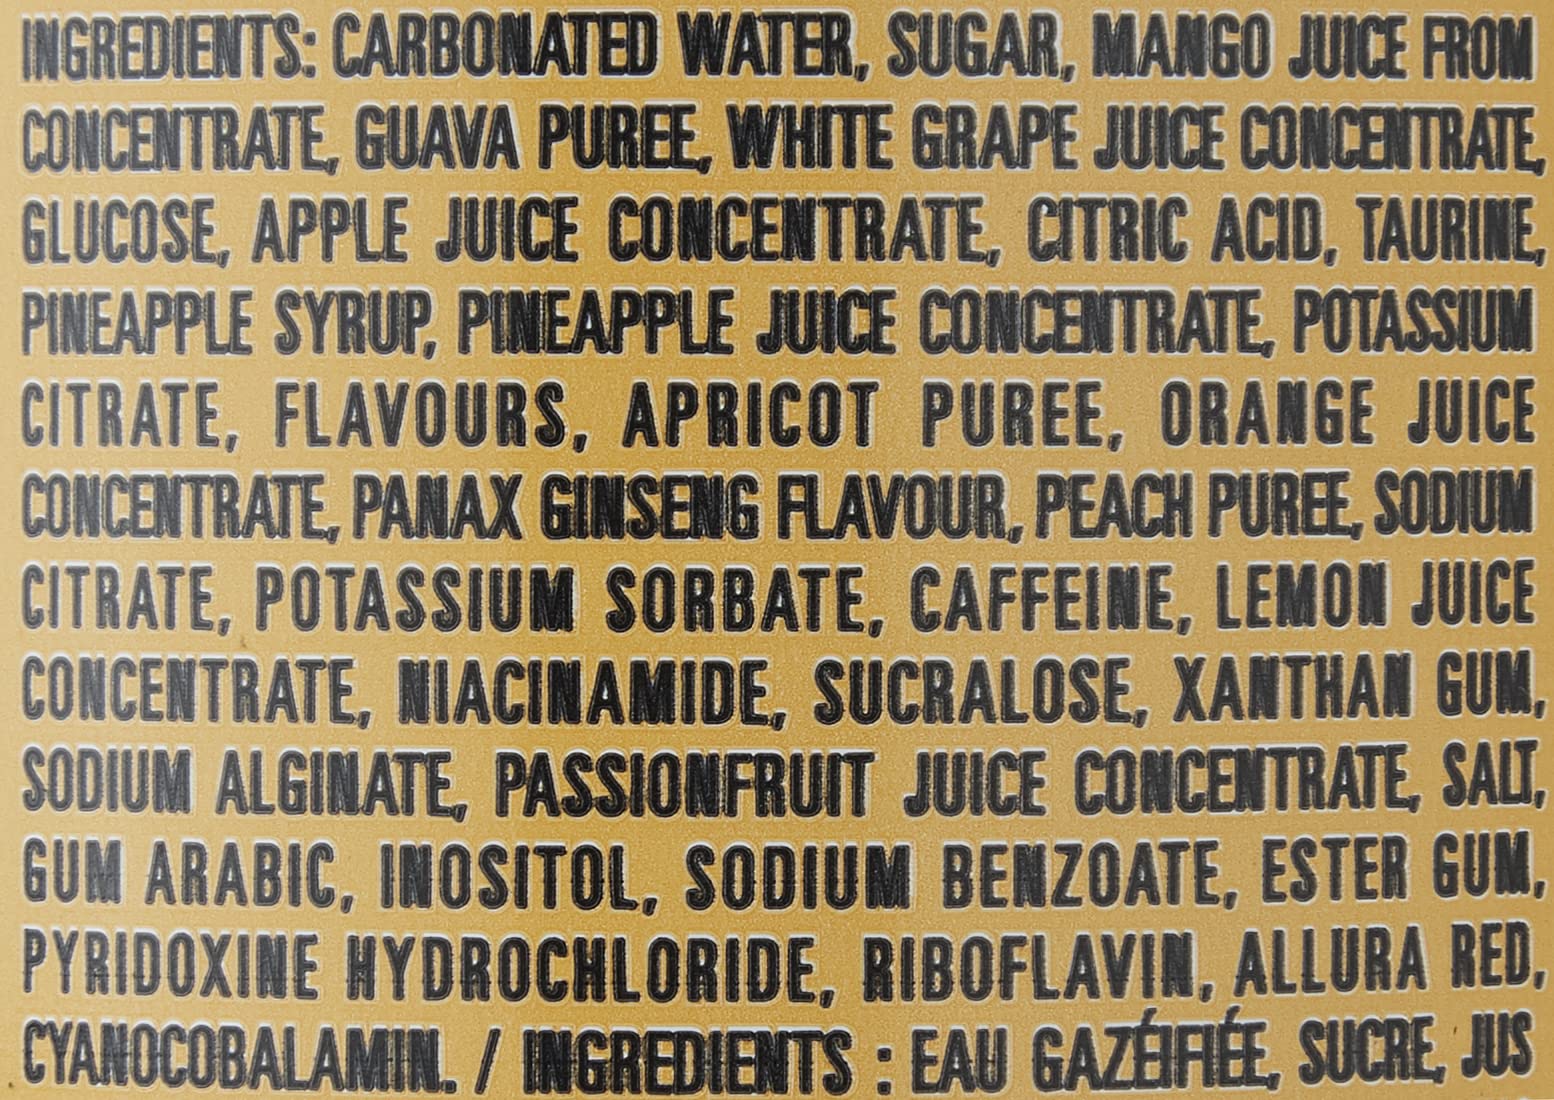 INGREDIENTS: CARBONATED WATER, SUGAR, MANGO JUICE FROM
CONCENTRATE, GUAVA PUREE, WHITE GRAPE JUICE CONCENTRATE,
GLUCOSE, APPLE JUICE CONCENTRATE, CITRIC ACID, TAURINE,
PINEAPPLE SYRUP, PINEAPPLE JUICE CONCENTRATE, POTASSIUM
CITRATE, FLAVOURS, APRICOT PUREE, ORANGE JUICE
CONCENTRATE, PANAX GINSENG FLAVOUR, PEACH PUREE, SODIUM
CITRATE, POTASSIUM SORBATE, CAFFEINE, LEMON JUICE
CONCENTRATE, NIACINAMIDE, SUCRALOSE, XANTHAN GUM,
SODIUM ALGINATE, PASSIONFRUIT JUICE CONCENTRATE, SALT,
GUM ARABIC, INOSITOL, SODIUM BENZOATE, ESTER GUM,
PYRIDOXINE HYDROCHLORIDE, RIBOFLAVIN, ALLURA RED,
CYANOCOBALAMIN. / INGREDIENTS : EAU GAZÉIFIÉE, SUCRE, JUS